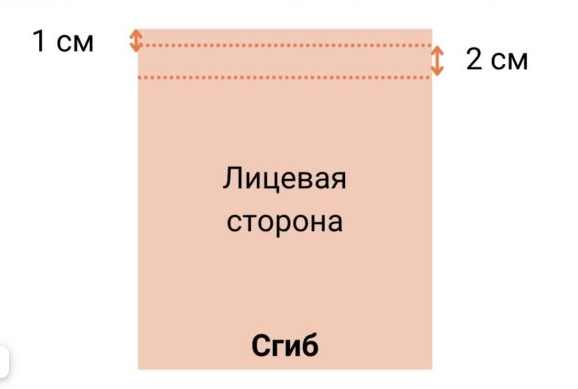 1 см
2 см
Лицевая
сторона
Сгиб